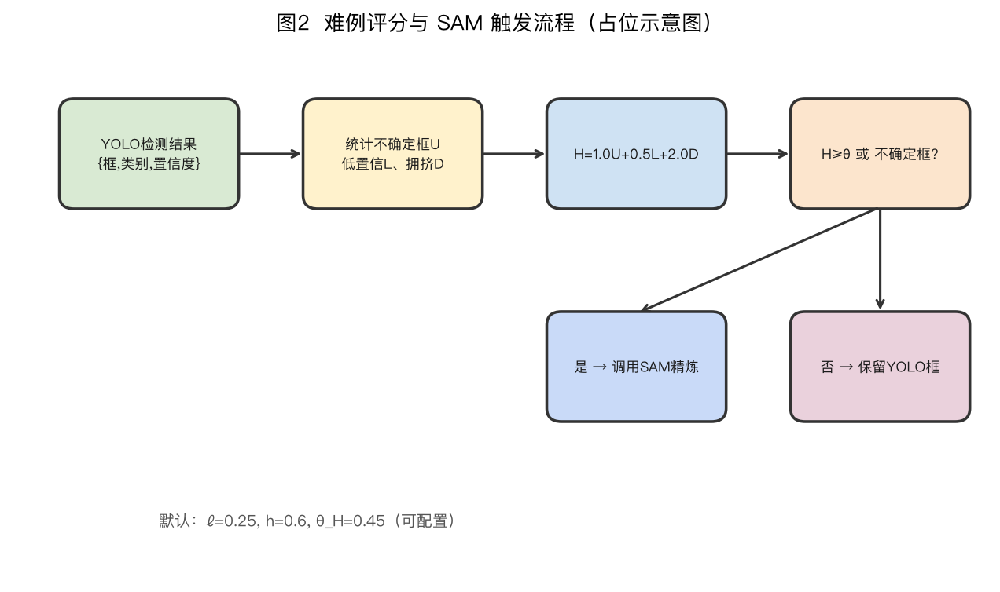 图2  难例评分与 SAM 触发流程（占位示意图）
YOLO检测结果
{框,类别,置信度}
统计不确定框U
低置信L、拥挤D
H=1.0U+0.5L+2.0D
H⩾θ 或 不确定框?
是 → 调用SAM精炼
否 → 保留YOLO框
默认：ℓ=0.25, h=0.6, θ_H=0.45（可配置）